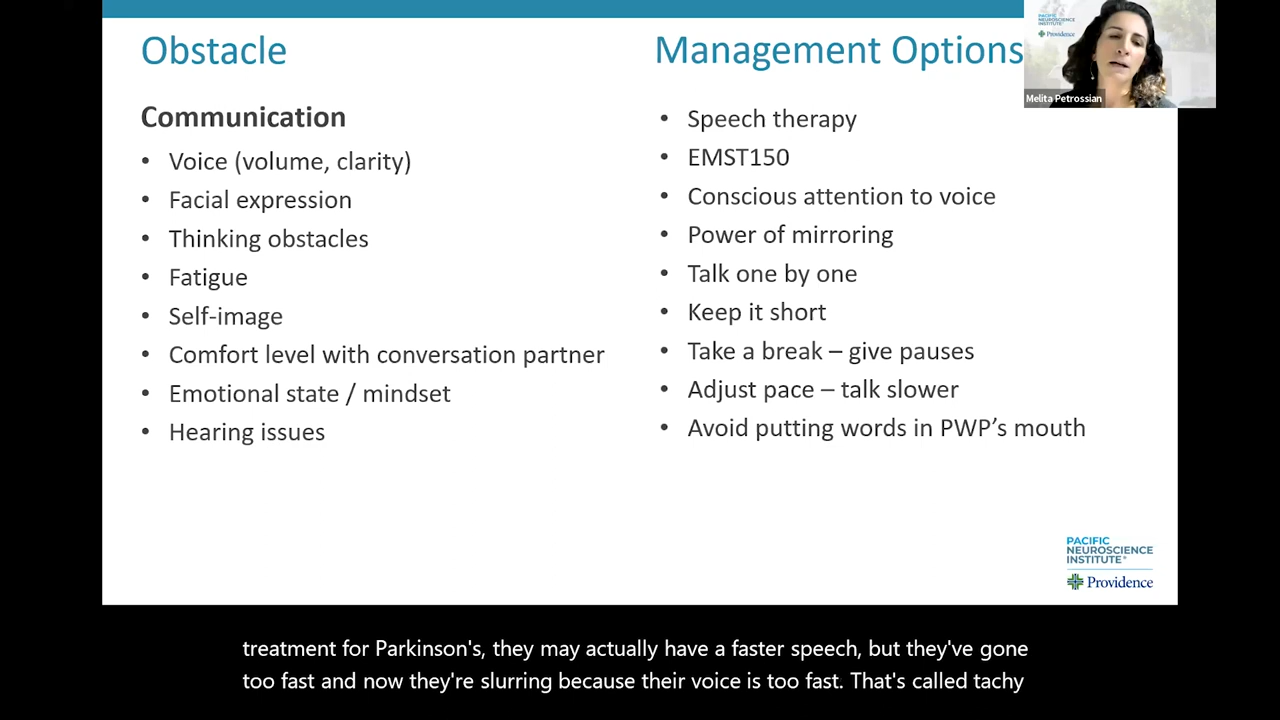 Obstacle
Communication
• Voice (volume, clarity)
• Facial expression
• Thinking obstacles
• Fatigue
• Self-image
• Comfort level with conversation partner
• Emotional state / mindset
• Hearing issues
Management Options
• Speech therapy
• EMST150
• Conscious attention to voice
• Power of mirroring
• Talk one by one
• Keep it short
• Take a break – give pauses
• Adjust pace – talk slower
• Avoid putting words in PWP's mouth
PACIFIC
NEUROSCIENCE
INSTITUTE
Providence
Melita Petrossian
PACIFIC
NEUROSCIENCE
INSTITUTE®
Providence
treatment for Parkinson's, they may actually have a faster speech, but they've gone
too fast and now they're slurring because their voice is too fast. That's called tachy